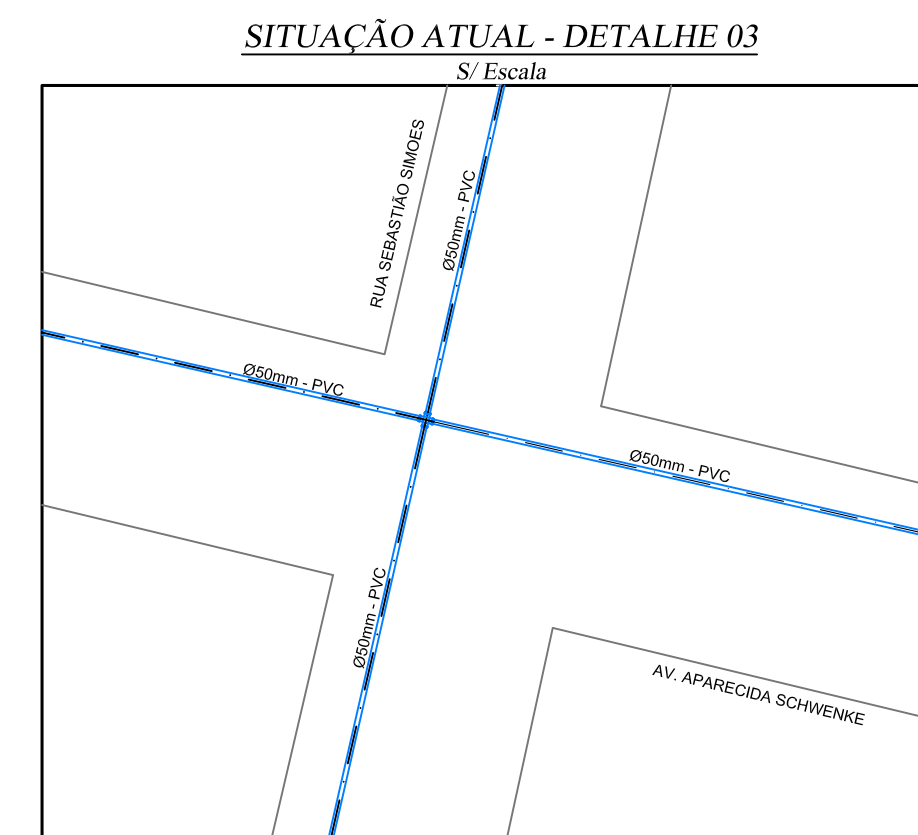 SITUAÇÃO ATUAL - DETALHE 03
S/ Escala
RUA SEBASTIÃO SIMOES
Ø50mm - PVC
Ø50mm - PVC
Ø50mm - PVC
Ø50mm - PVC
AV. APARECIDA SCHWENKE